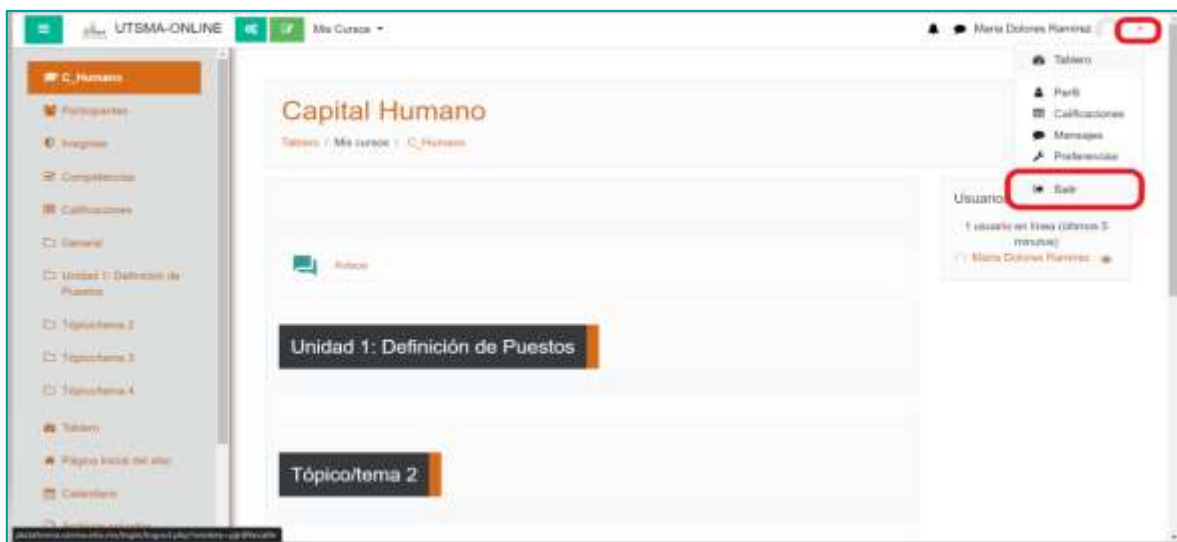 UTSMA-ONLINE
Mis Cursos
Maria Dolores Ramirez
Tablero
Perfil
Calificaciones
Mensajes
Preferencias
Salir
C_Humano
Participantes
Insignias
Competencias
Calificaciones
General
Unidad 1: Definición de
Puestos
Tópico/tema 2
Tópico/tema 3
Tópico/tema 4
Tablero
Página Inicial del sitio
Calendario
Capital Humano
Tablero / Mis cursos / C_Humano
Avisos
Unidad 1: Definición de Puestos
Tópico/tema 2
1 usuario en línea (últimos 5
minutos)
Maria Dolores Ramirez